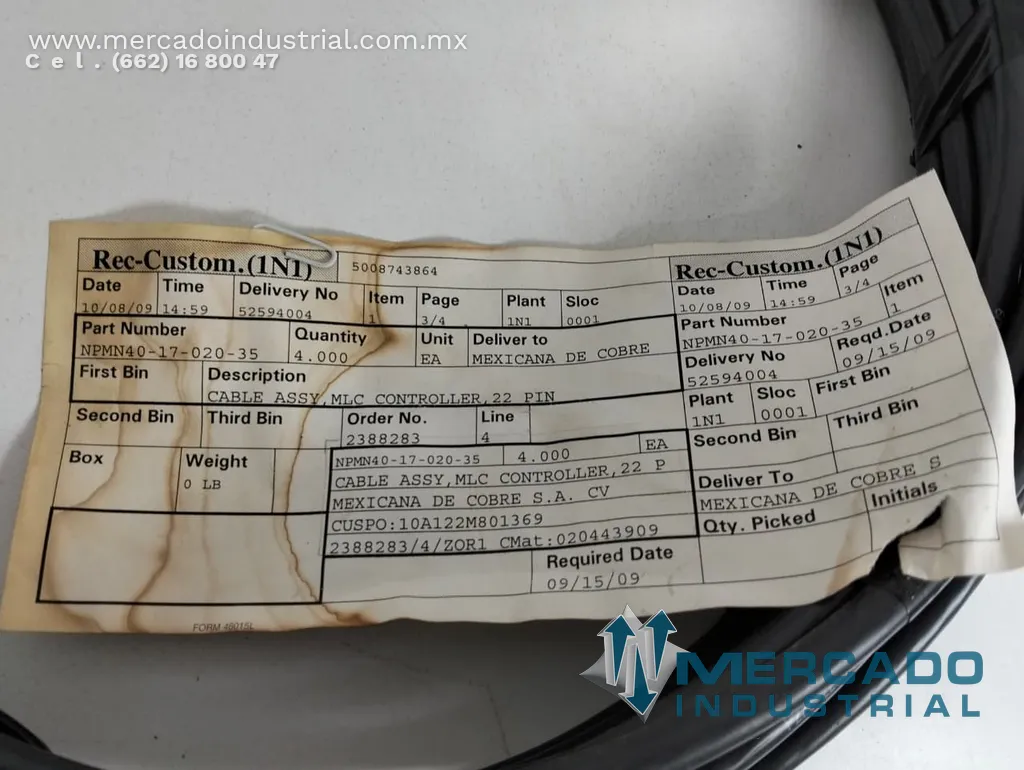 www.mercadoindustrial.com.mx
Cel. (662) 16 800 47
Rec-Custom.(1N1) 5008743864
Date Time Delivery No Item Page Plant Sloc
10/08/09 14:59 52594004 1 3/4 1N1 0001
Part Number Quantity Unit Deliver to
NPMN40-17-020-35 4.000 EA MEXICANA DE COBRE
First Bin Description
CABLE ASSY,MLC CONTROLLER,22 PIN
Second Bin Third Bin Order No. Line
2388283 4
Box Weight
0 LB
NPMN40-17-020-35 4.000 EA
CABLE ASSY,MLC CONTROLLER,22 P
MEXICANA DE COBRE S.A. CV
CUSPO:10A122M801369
2388283/4/ZOR1 CMat:020443909
Required Date
09/15/09
FORM 48015L
Rec-Custom.(1N1)
Date Time Page
10/08/09 14:59 3/4
Part Number Item
NPMN40-17-020-35 1
Delivery No Reqd.Date
52594004 09/15/09
Plant Sloc First Bin
1N1 0001
Second Bin Third Bin
Deliver To
MEXICANA DE COBRE S
Qty. Picked Initials
MERCADO
INDUSTRIAL